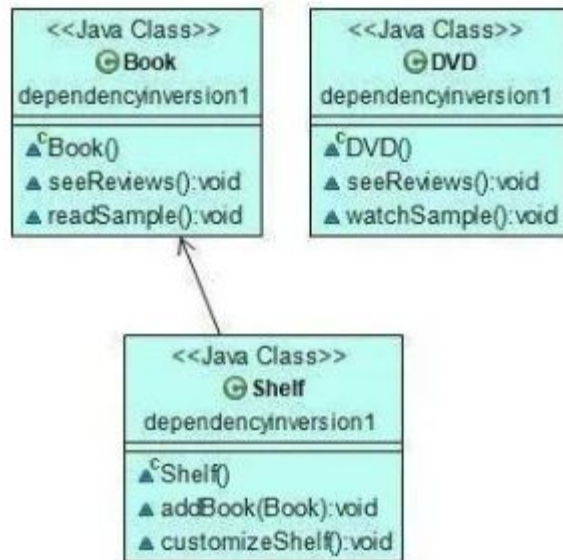 <<Java Class>>
Book
dependencyinversion1
Book()
seeReviews():void
readSample():void
<<Java Class>>
DVD
dependencyinversion1
DVD()
seeReviews():void
watchSample():void
<<Java Class>>
Shelf
dependencyinversion1
Shelf()
addBook(Book):void
customizeShelf():void